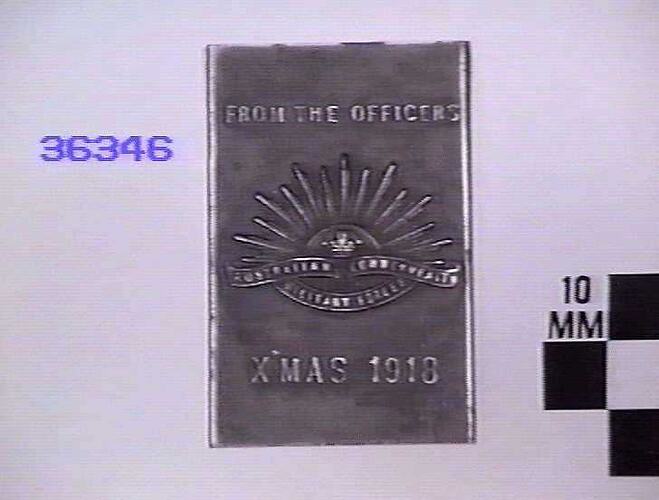 36346
FROM THE OFFICERS
AUSTRALIAN COMMONWEALTH
MILITARY FORCES
X'MAS 1918
10
MM